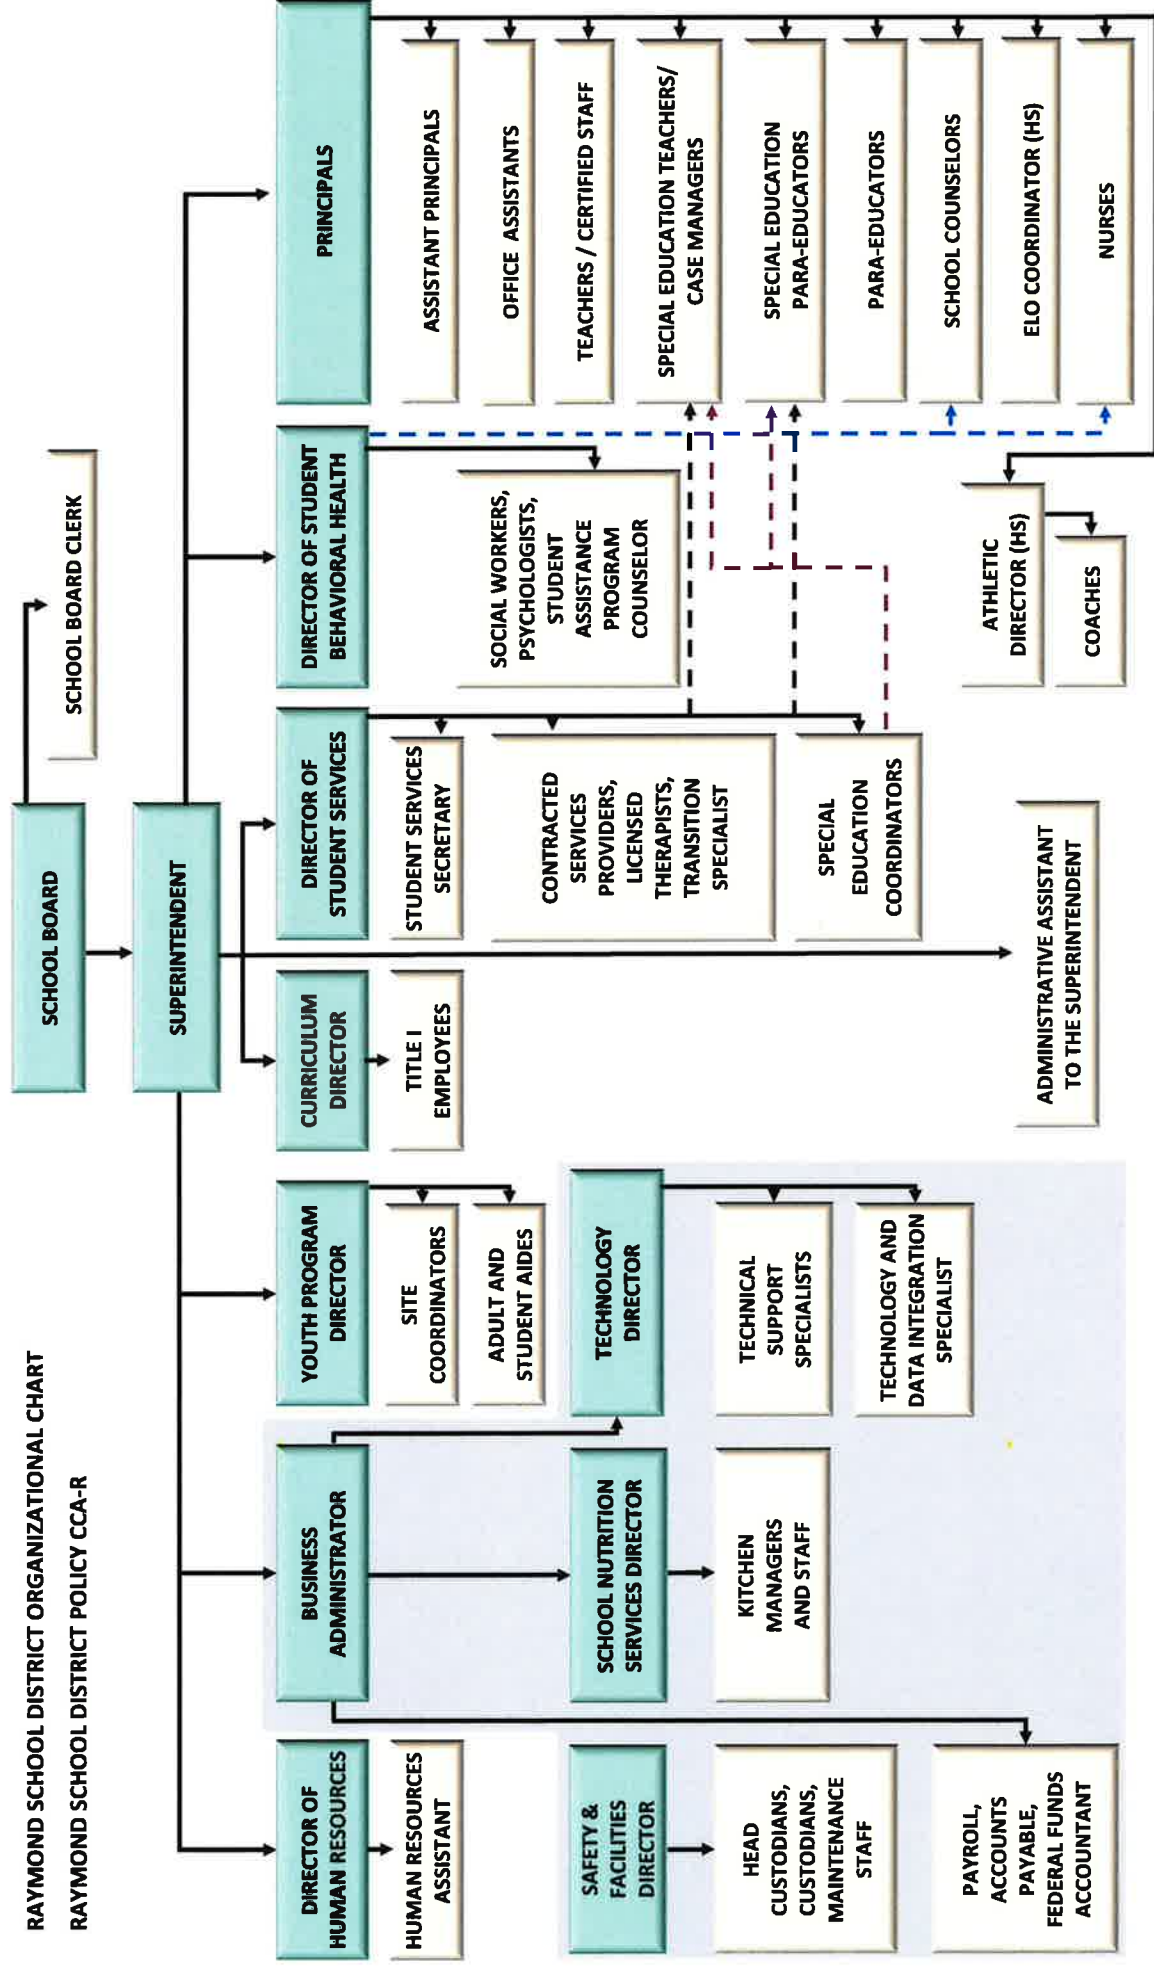 RAYMOND SCHOOL DISTRICT ORGANIZATIONAL CHART
RAYMOND SCHOOL DISTRICT POLICY CCA-R
SCHOOL BOARD
SCHOOL BOARD CLERK
SUPERINTENDENT
DIRECTOR OF
HUMAN RESOURCES
HUMAN RESOURCES
ASSISTANT
BUSINESS
ADMINISTRATOR
YOUTH PROGRAM
DIRECTOR
SITE
COORDINATORS
ADULT AND
STUDENT AIDES
CURRICULUM
DIRECTOR
TITLE I
EMPLOYEES
DIRECTOR OF
STUDENT SERVICES
STUDENT SERVICES
SECRETARY
CONTRACTED
SERVICES
PROVIDERS,
LICENSED
THERAPISTS,
TRANSITION
SPECIALIST
SPECIAL
EDUCATION
COORDINATORS
DIRECTOR OF STUDENT
BEHAVIORAL HEALTH
SOCIAL WORKERS,
PSYCHOLOGISTS,
STUDENT
ASSISTANCE
PROGRAM
COUNSELOR
PRINCIPALS
ASSISTANT PRINCIPALS
OFFICE ASSISTANTS
TEACHERS / CERTIFIED STAFF
SPECIAL EDUCATION TEACHERS/
CASE MANAGERS
SPECIAL EDUCATION
PARA-EDUCATORS
PARA-EDUCATORS
SCHOOL COUNSELORS
ELO COORDINATOR (HS)
NURSES
ATHLETIC
DIRECTOR (HS)
COACHES
SAFETY &
FACILITIES
DIRECTOR
HEAD
CUSTODIANS,
CUSTODIANS,
MAINTENANCE
STAFF
PAYROLL,
ACCOUNTS
PAYABLE,
FEDERAL FUNDS
ACCOUNTANT
SCHOOL NUTRITION
SERVICES DIRECTOR
KITCHEN
MANAGERS
AND STAFF
TECHNOLOGY
DIRECTOR
TECHNICAL
SUPPORT
SPECIALISTS
TECHNOLOGY AND
DATA INTEGRATION
SPECIALIST
ADMINISTRATIVE ASSISTANT
TO THE SUPERINTENDENT